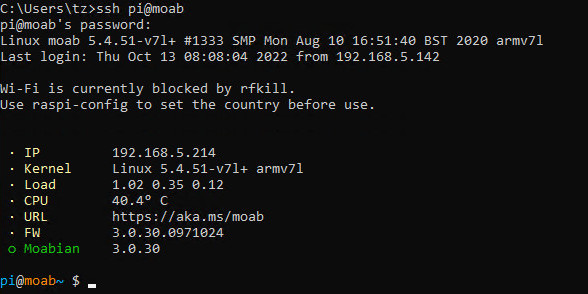 C:\Users\tz>ssh pi@moab
pi@moab's password:
Linux moab 5.4.51-v7l+ #1333 SMP Mon Aug 10 16:51:40 BST 2020 armv7l
Last login: Thu Oct 13 08:08:04 2022 from 192.168.5.142
Wi-Fi is currently blocked by rfkill.
Use raspi-config to set the country before use.
· IP 192.168.5.214
· Kernel Linux 5.4.51-v7l+ armv7l
· Load 1.02 0.35 0.12
· CPU 40.4° C
· URL https://aka.ms/moab
· FW 3.0.30.0971024
o Moabian 3.0.30
pi@moab~ $